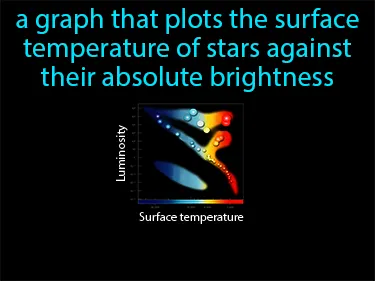 a graph that plots the surface
temperature of stars against
their absolute brightness
Luminosity
Surface temperature